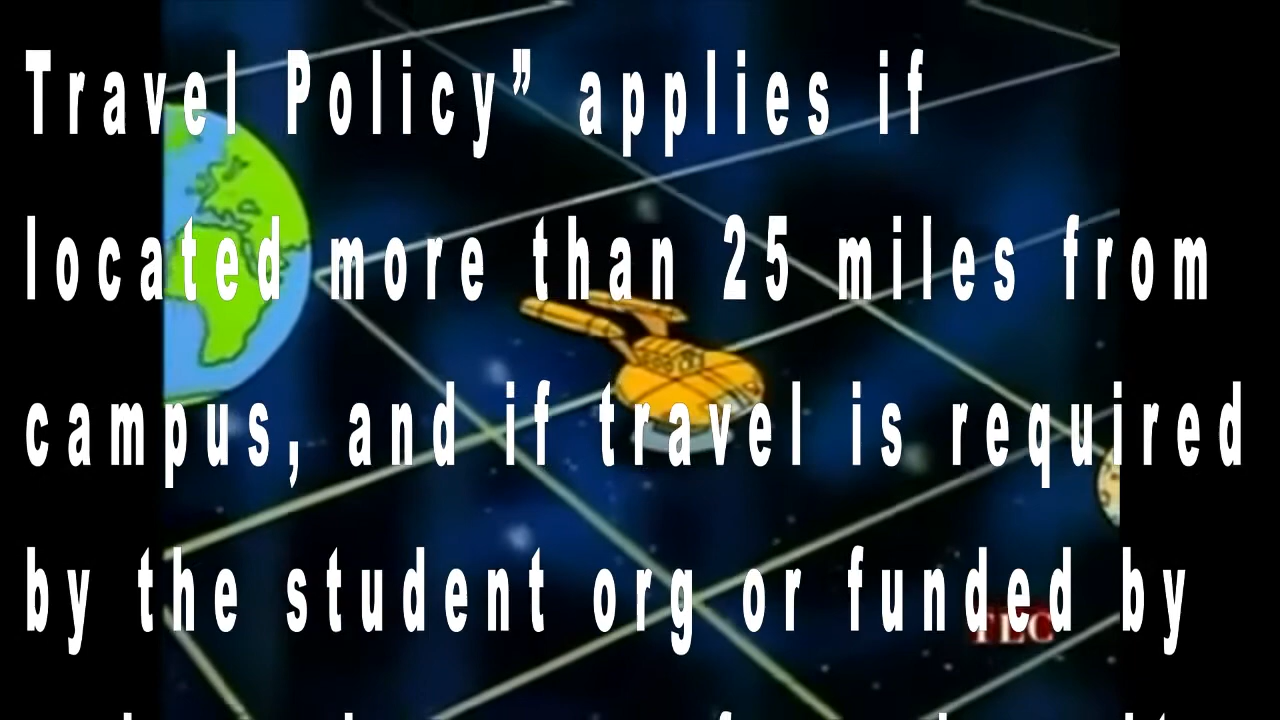 Travel Policy” applies if
located more than 25 miles from
campus, and if travel is required
by the student org or funded by
TLC